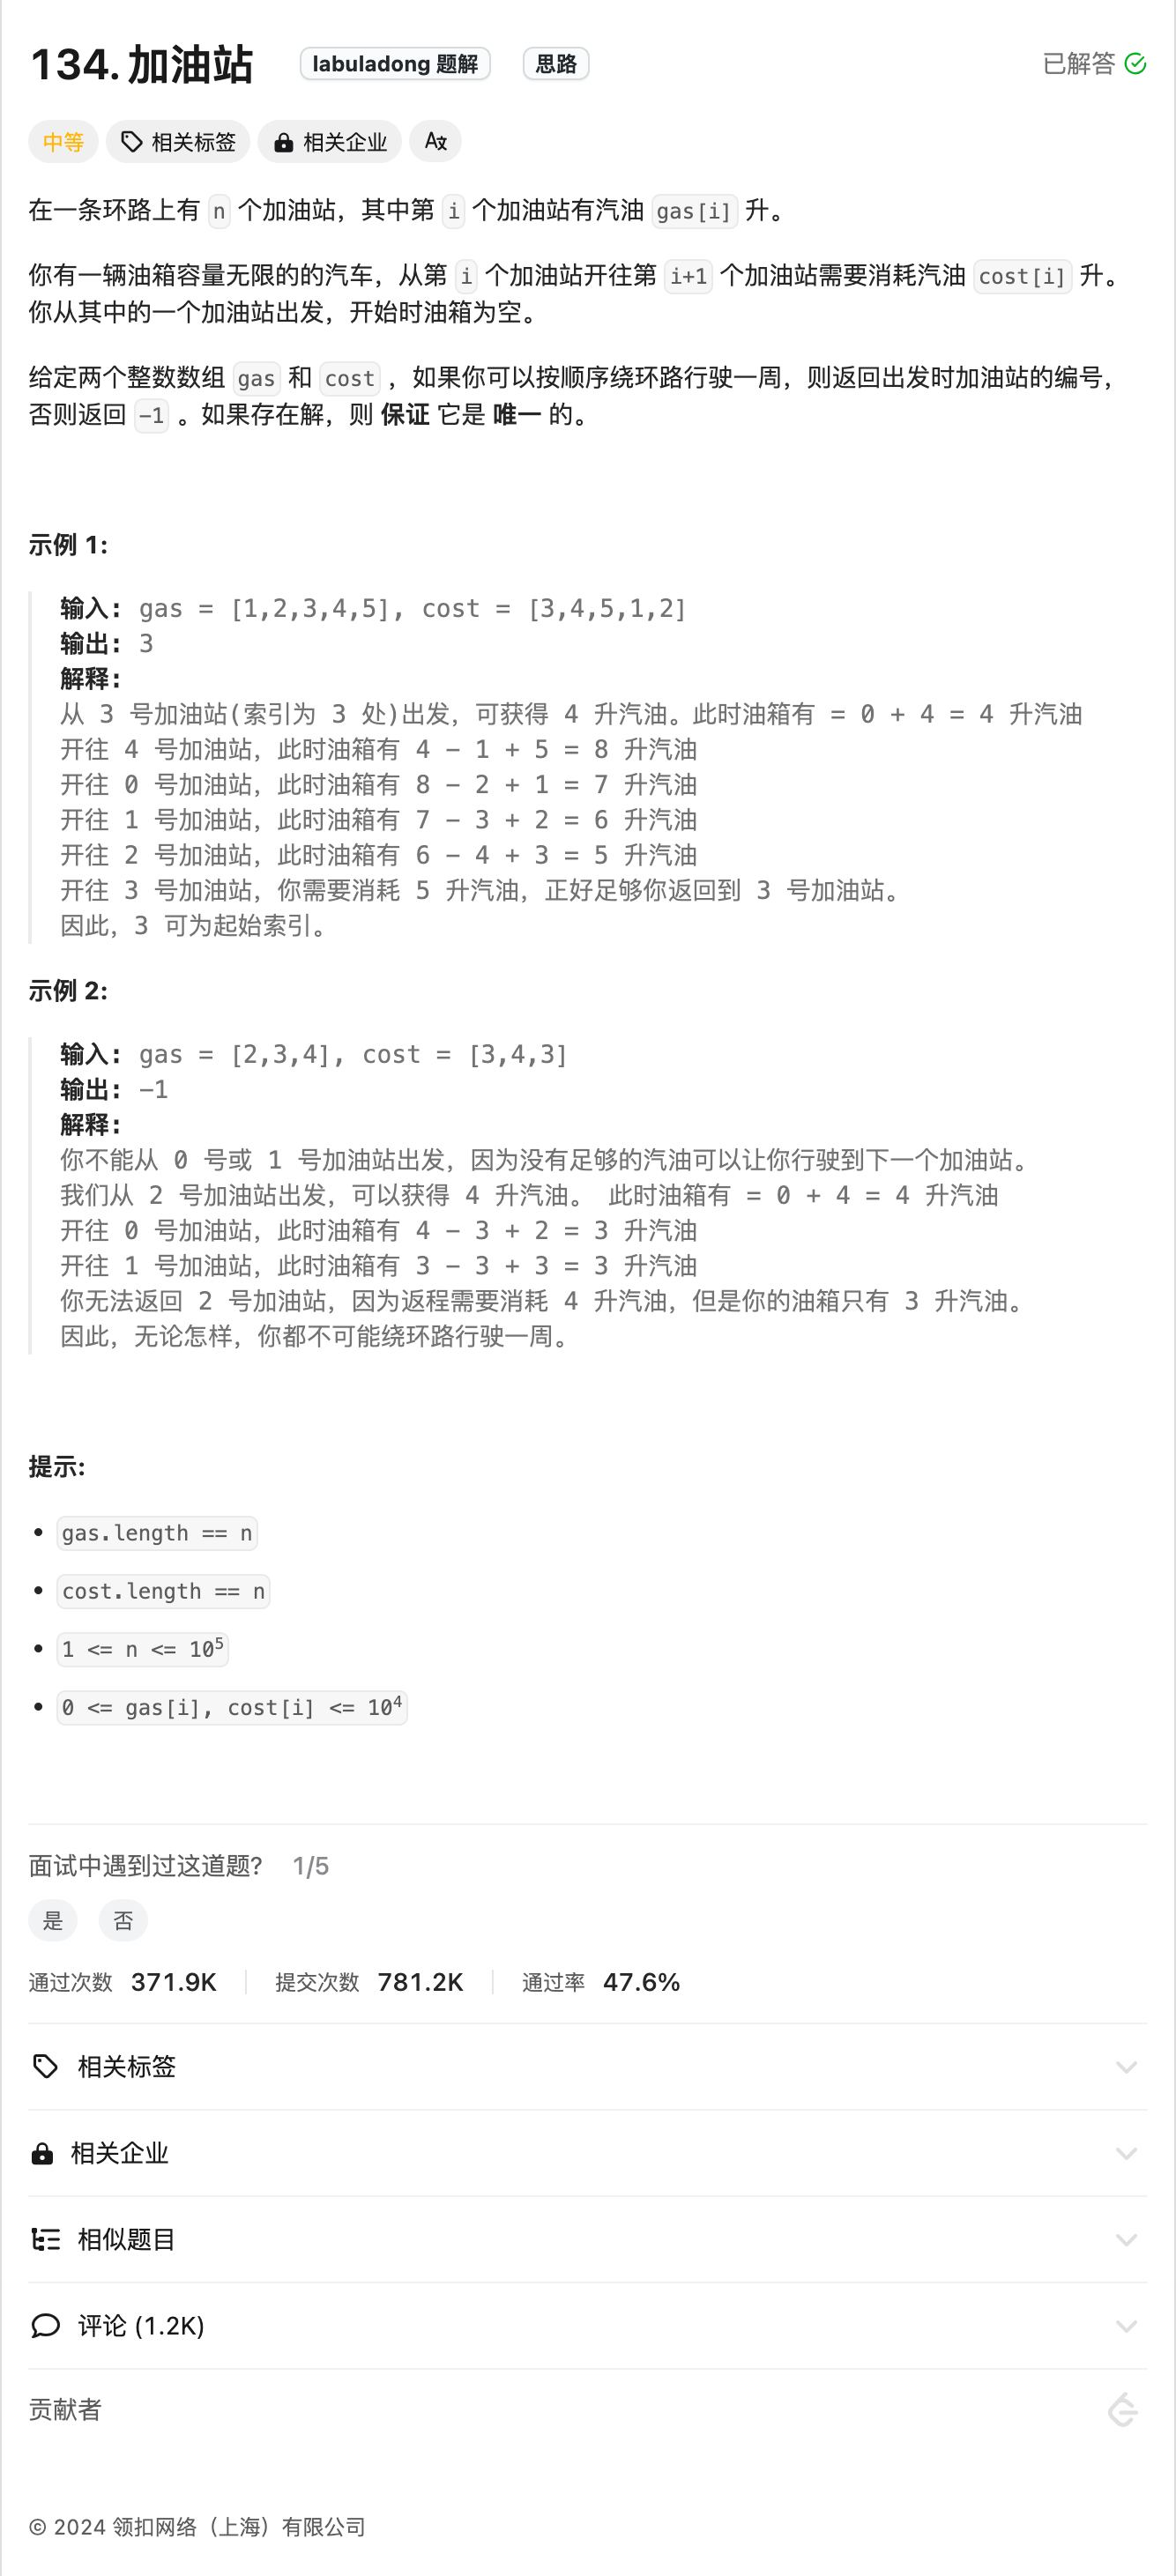 134. 加油站 labuladong 题解 思路 已解答
中等 相关标签 相关企业
在一条环路上有 n 个加油站，其中第 i 个加油站有汽油 gas[i] 升。
你有一辆油箱容量无限的的汽车，从第 i 个加油站开往第 i+1 个加油站需要消耗汽油 cost[i] 升。
你从其中的一个加油站出发，开始时油箱为空。
给定两个整数数组 gas 和 cost ，如果你可以按顺序绕环路行驶一周，则返回出发时加油站的编号，
否则返回 -1 。如果存在解，则 保证 它是 唯一 的。
示例 1:
输入: gas = [1,2,3,4,5], cost = [3,4,5,1,2]
输出: 3
解释:
从 3 号加油站(索引为 3 处)出发，可获得 4 升汽油。此时油箱有 = 0 + 4 = 4 升汽油
开往 4 号加油站，此时油箱有 4 - 1 + 5 = 8 升汽油
开往 0 号加油站，此时油箱有 8 - 2 + 1 = 7 升汽油
开往 1 号加油站，此时油箱有 7 - 3 + 2 = 6 升汽油
开往 2 号加油站，此时油箱有 6 - 4 + 3 = 5 升汽油
开往 3 号加油站，你需要消耗 5 升汽油，正好足够你返回到 3 号加油站。
因此，3 可为起始索引。
示例 2:
输入: gas = [2,3,4], cost = [3,4,3]
输出: -1
解释:
你不能从 0 号或 1 号加油站出发，因为没有足够的汽油可以让你行驶到下一个加油站。
我们从 2 号加油站出发，可以获得 4 升汽油。 此时油箱有 = 0 + 4 = 4 升汽油
开往 0 号加油站，此时油箱有 4 - 3 + 2 = 3 升汽油
开往 1 号加油站，此时油箱有 3 - 3 + 3 = 3 升汽油
你无法返回 2 号加油站，因为返程需要消耗 4 升汽油，但是你的油箱只有 3 升汽油。
因此，无论怎样，你都不可能绕环路行驶一周。
提示:
• gas.length == n
• cost.length == n
• 1 <= n <= 10⁵
• 0 <= gas[i], cost[i] <= 10⁴
面试中遇到过这道题? 1/5
是 否
通过次数 371.9K 提交次数 781.2K 通过率 47.6%
相关标签
相关企业
相似题目
评论 (1.2K)
贡献者
© 2024 领扣网络（上海）有限公司